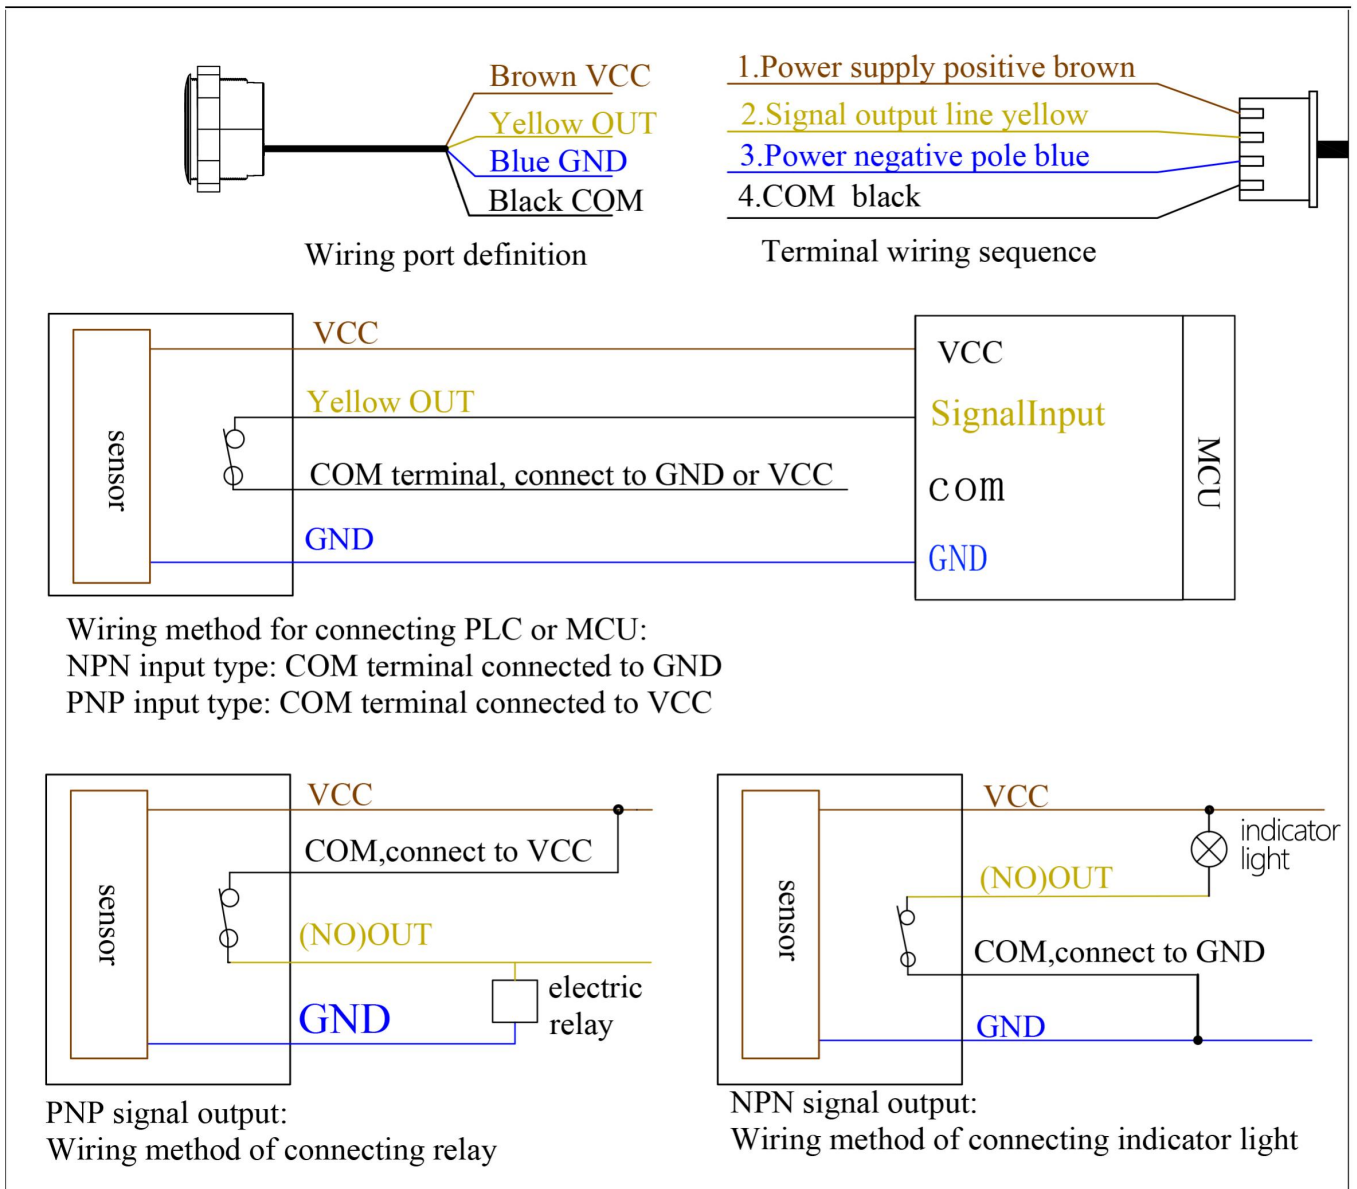 Brown VCC
Yellow OUT
Blue GND
Black COM
Wiring port definition
1.Power supply positive brown
2.Signal output line yellow
3.Power negative pole blue
4.COM black
Terminal wiring sequence
sensor
VCC
Yellow OUT
COM terminal, connect to GND or VCC
GND
VCC
SignalInput
com
GND
MCU
Wiring method for connecting PLC or MCU:
NPN input type: COM terminal connected to GND
PNP input type: COM terminal connected to VCC
sensor
VCC
COM,connect to VCC
(NO)OUT
GND
electric
relay
PNP signal output:
Wiring method of connecting relay
sensor
VCC
indicator
light
(NO)OUT
COM,connect to GND
GND
NPN signal output:
Wiring method of connecting indicator light